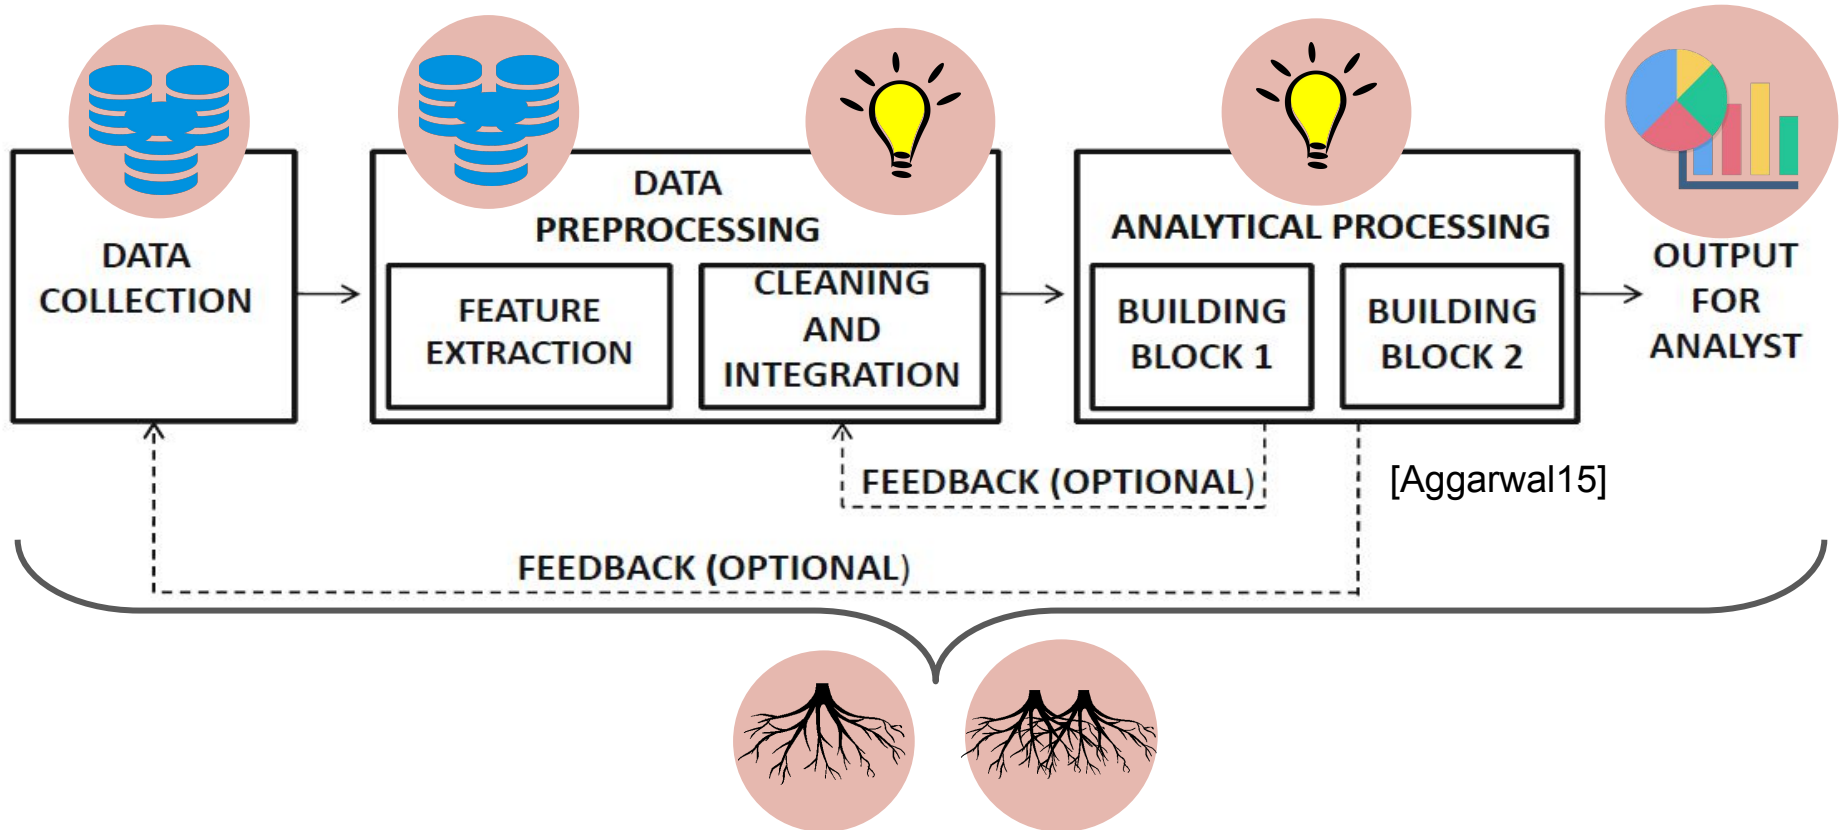 DATA
COLLECTION
DATA
PREPROCESSING
FEATURE
EXTRACTION
CLEANING
AND
INTEGRATION
ANALYTICAL PROCESSING
BUILDING
BLOCK 1
BUILDING
BLOCK 2
OUTPUT
FOR
ANALYST
FEEDBACK (OPTIONAL)
[Aggarwal15]
FEEDBACK (OPTIONAL)